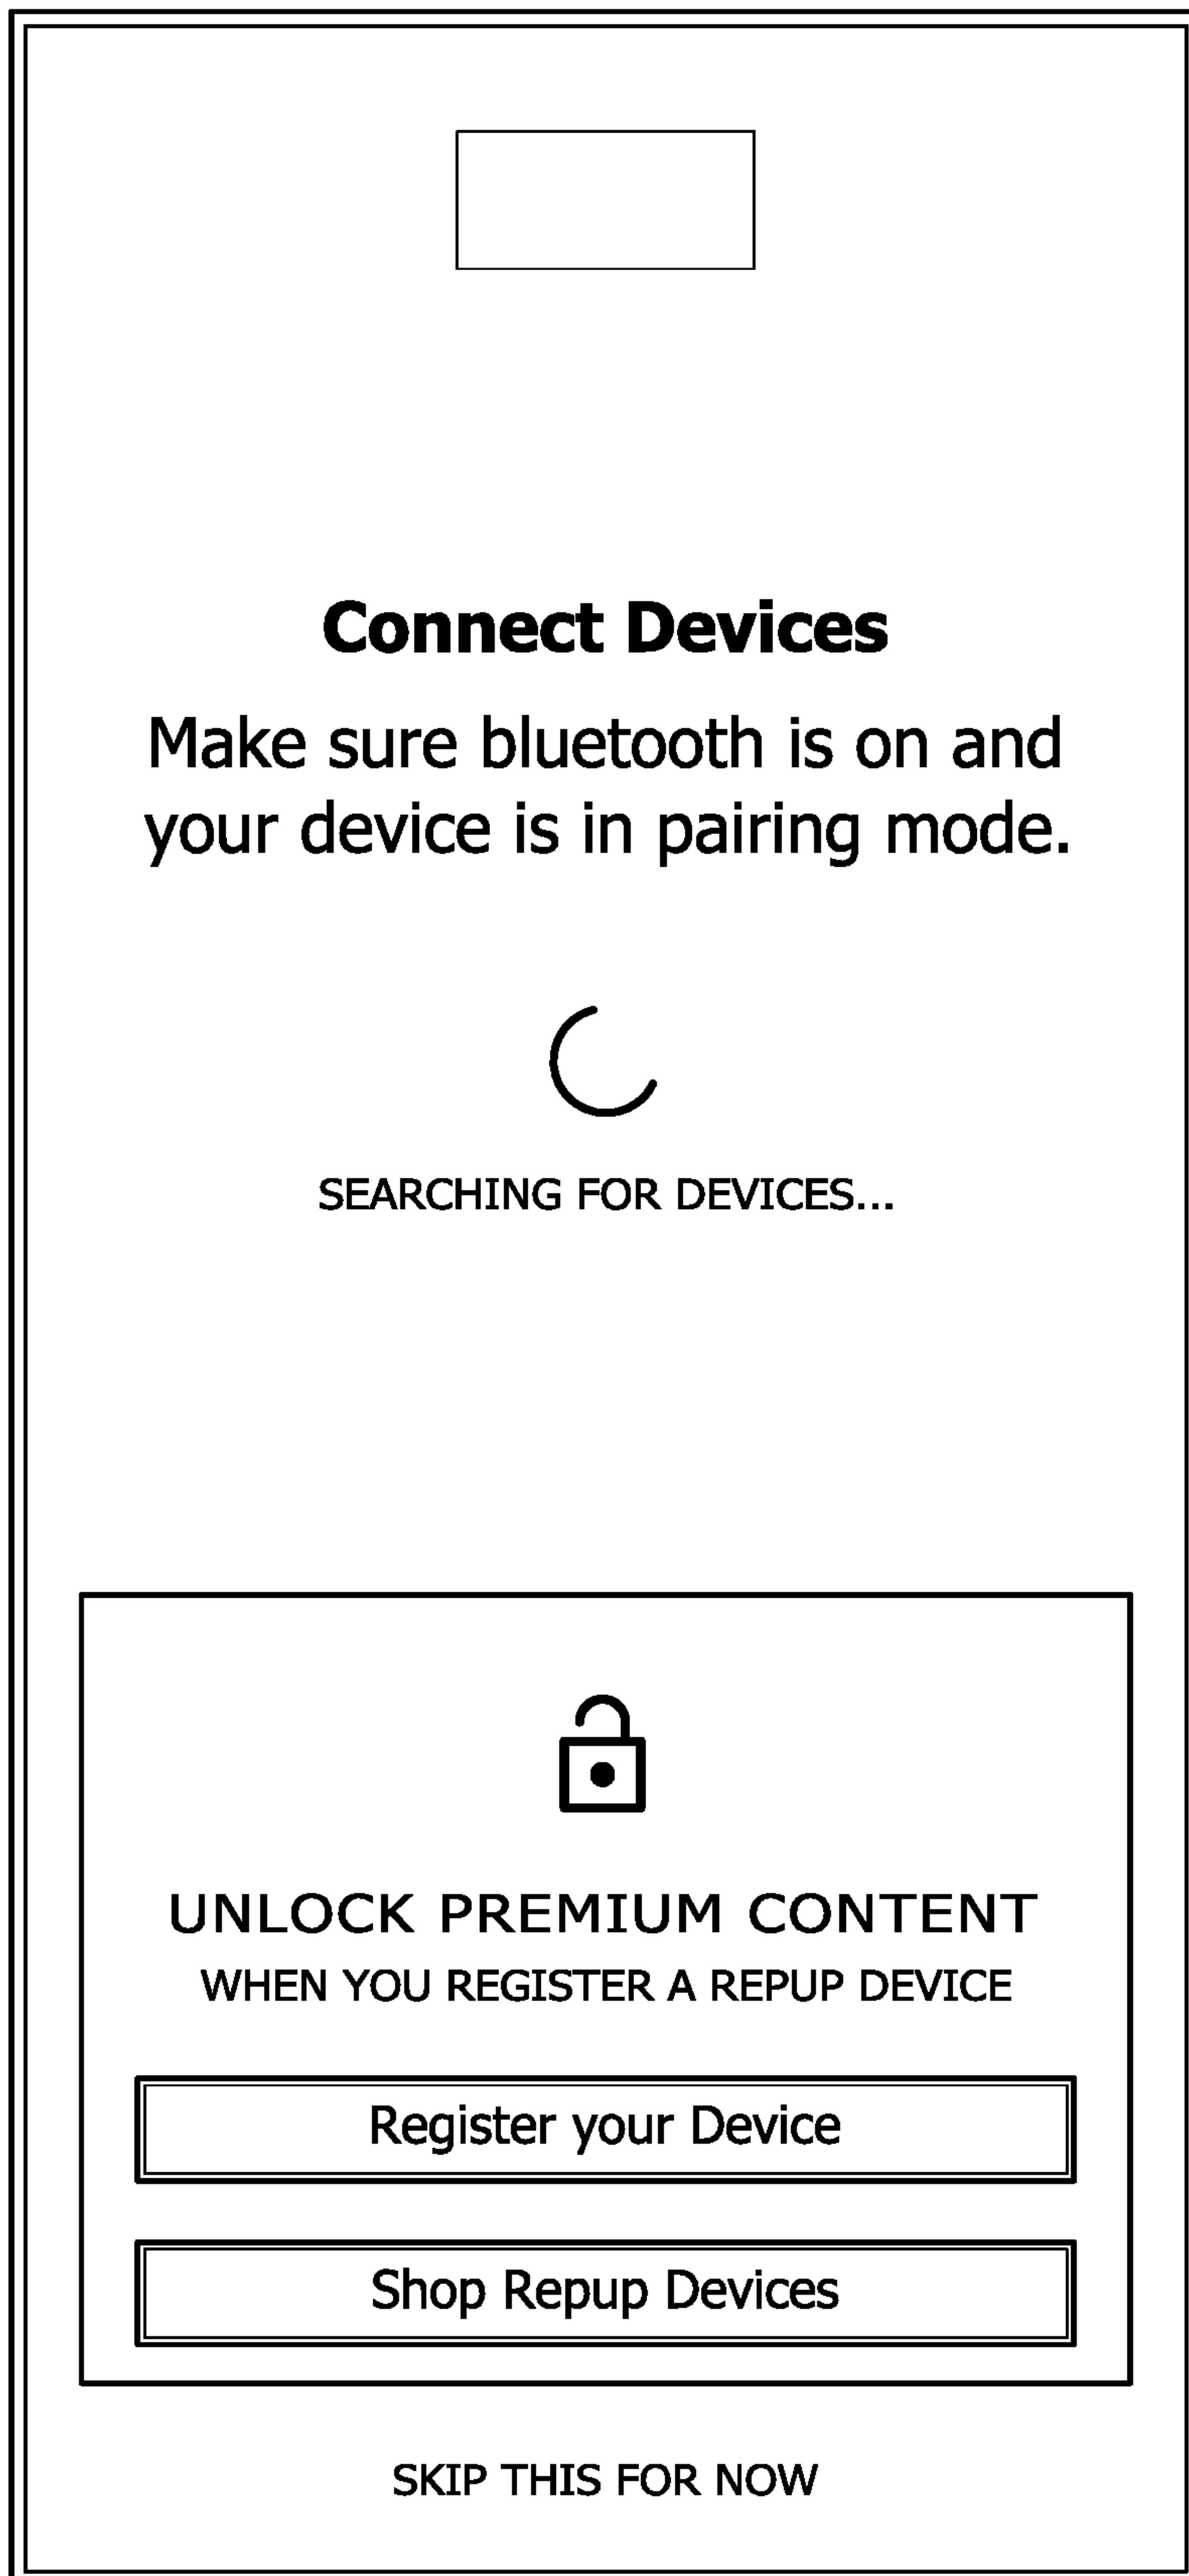 Connect Devices
Make sure bluetooth is on and
your device is in pairing mode.
SEARCHING FOR DEVICES...
UNLOCK PREMIUM CONTENT
WHEN YOU REGISTER A REPUP DEVICE
Register your Device
Shop Repup Devices
SKIP THIS FOR NOW